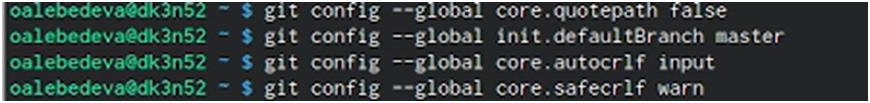 oalebedeva@dk3n52 ~ $ git config --global core.quotepath false
oalebedeva@dk3n52 ~ $ git config --global init.defaultBranch master
oalebedeva@dk3n52 ~ $ git config --global core.autocrlf input
oalebedeva@dk3n52 ~ $ git config --global core.safecrlf warn